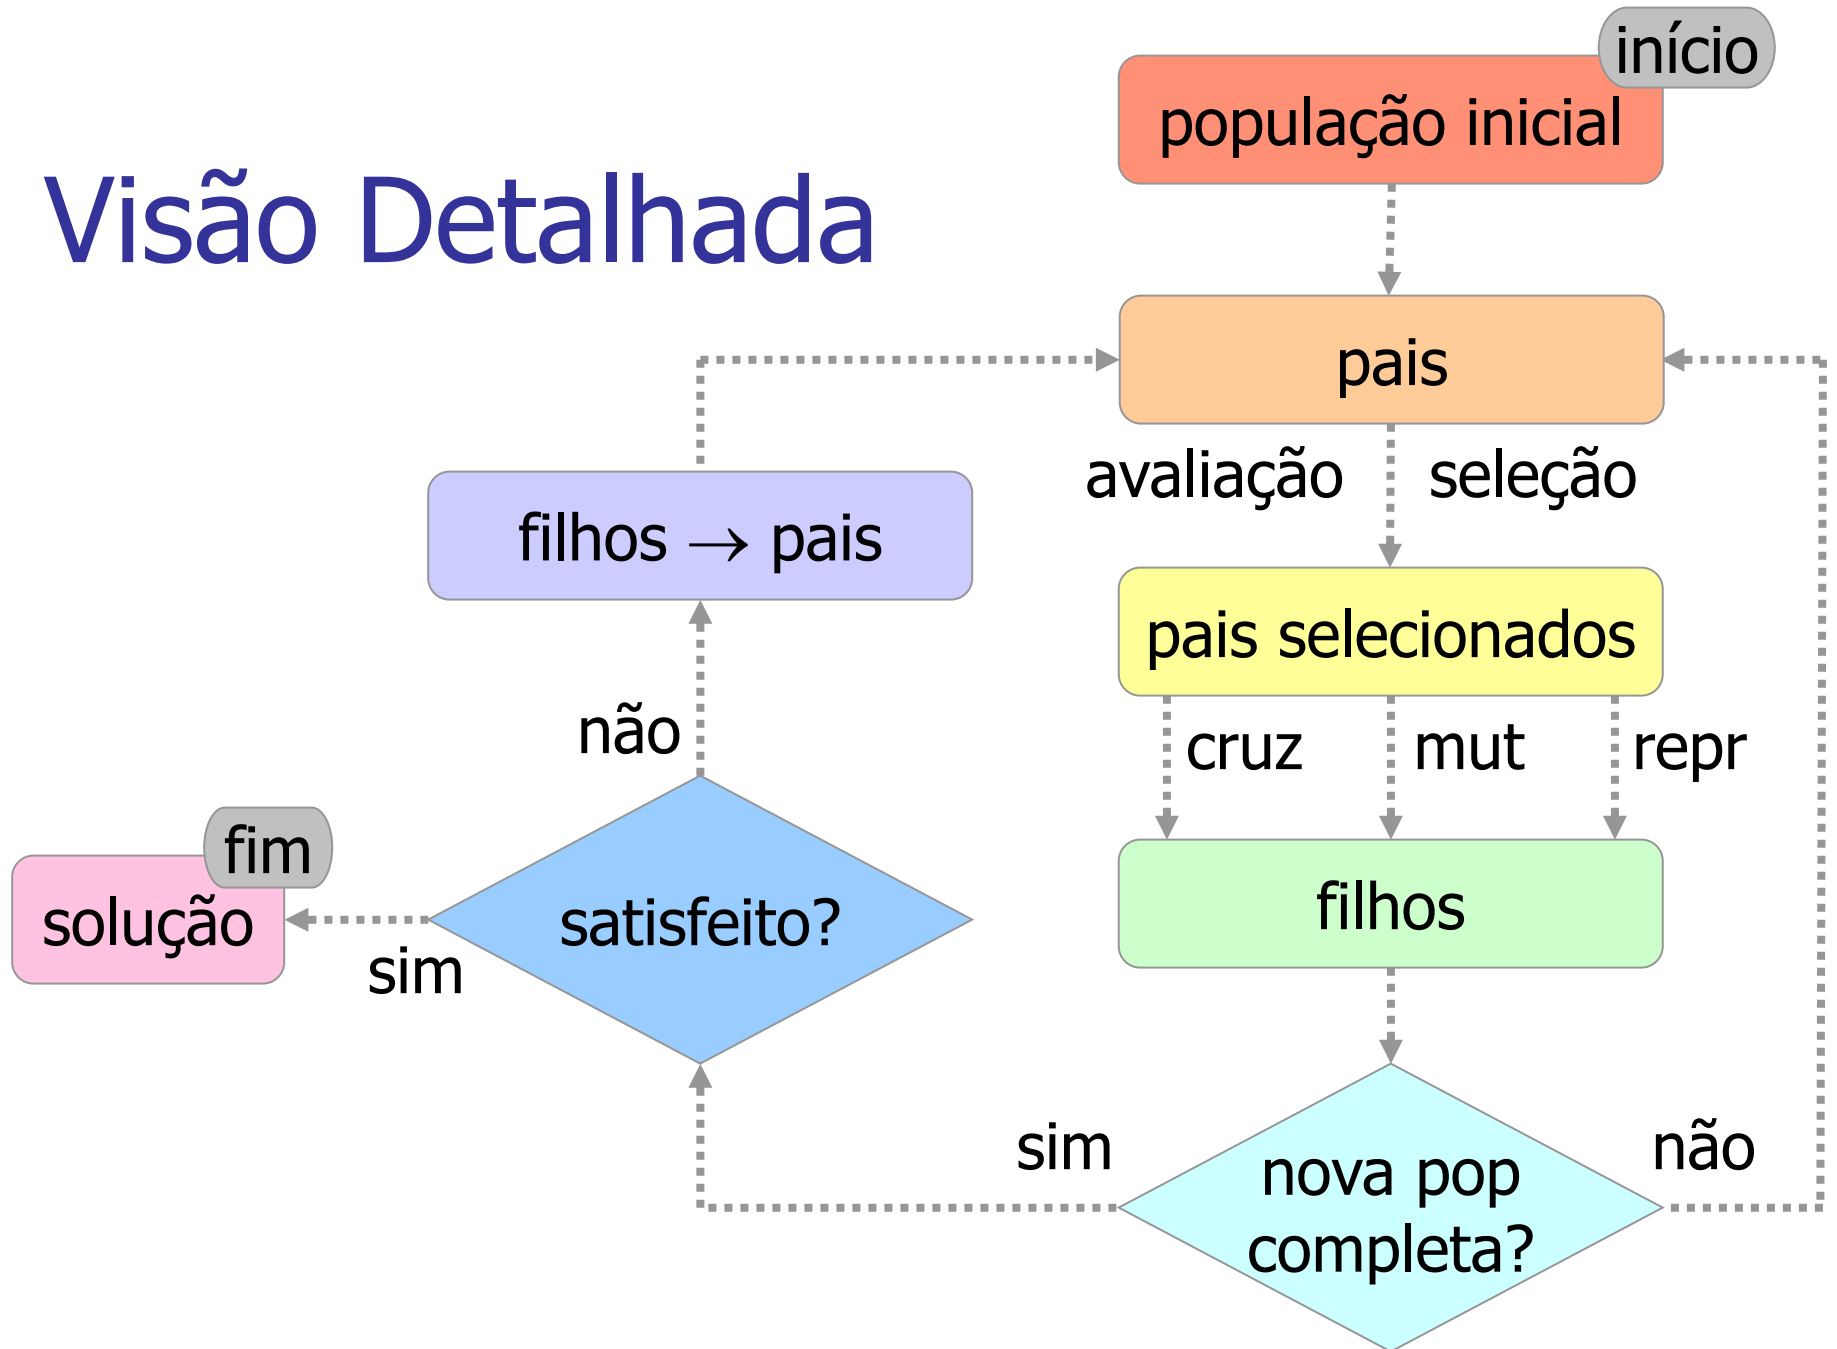 Visão Detalhada
início
população inicial
pais
avaliação
seleção
pais selecionados
cruz
mut
repr
filhos
nova pop
completa?
não
sim
satisfeito?
sim
fim
solução
não
filhos → pais